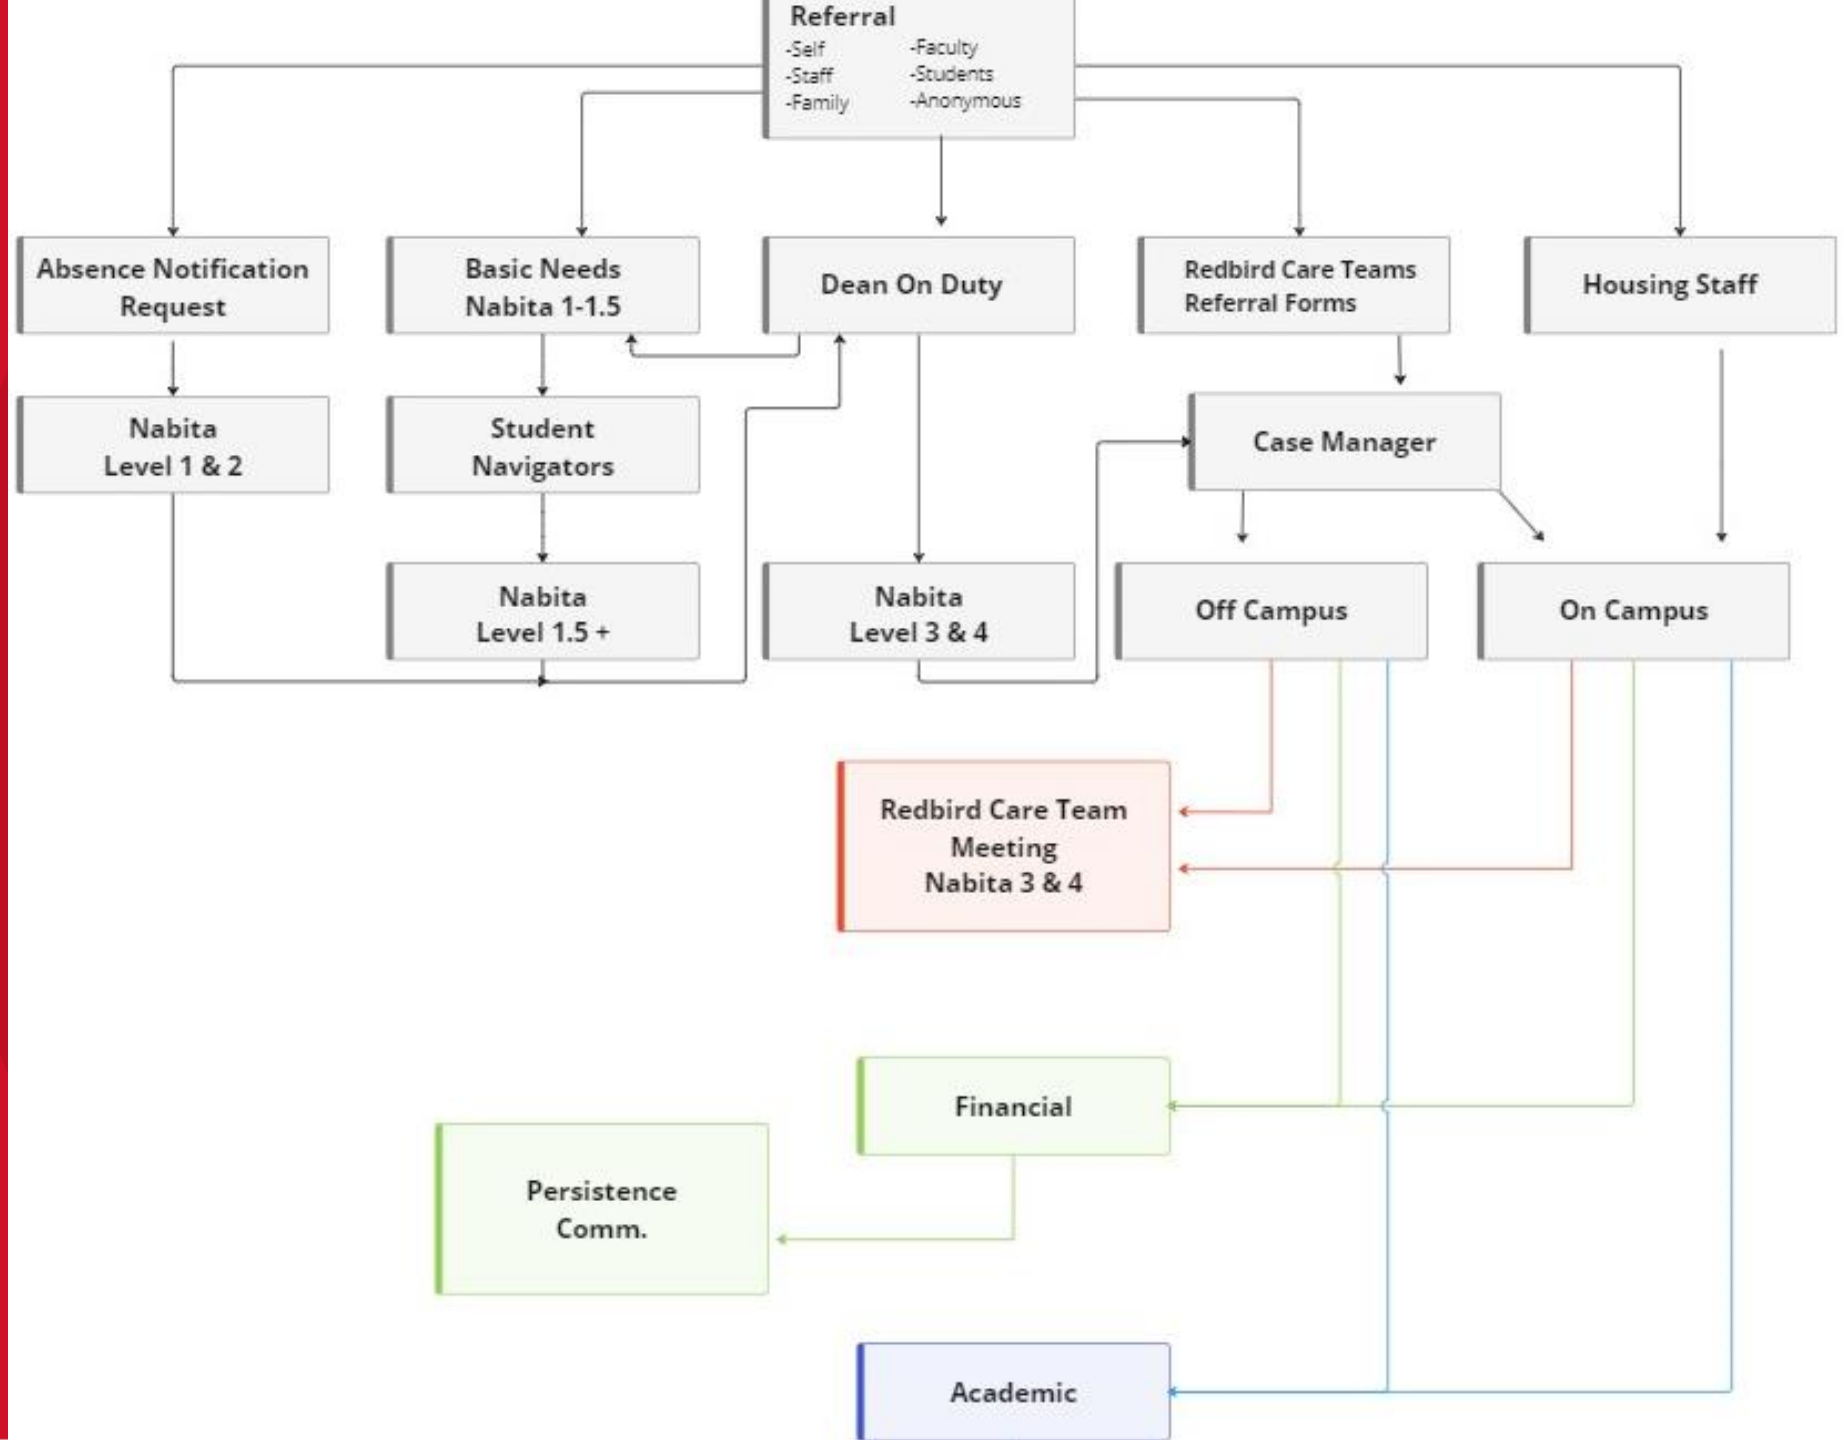 Referral
-Self
-Faculty
-Staff
-Students
-Family
-Anonymous
Absence Notification
Request
Basic Needs
Nabita 1-1.5
Dean On Duty
Redbird Care Teams
Referral Forms
Housing Staff
Nabita
Level 1 & 2
Student
Navigators
Case Manager
Nabita
Level 1.5 +
Nabita
Level 3 & 4
Off Campus
On Campus
Redbird Care Team
Meeting
Nabita 3 & 4
Financial
Persistence
Comm.
Academic